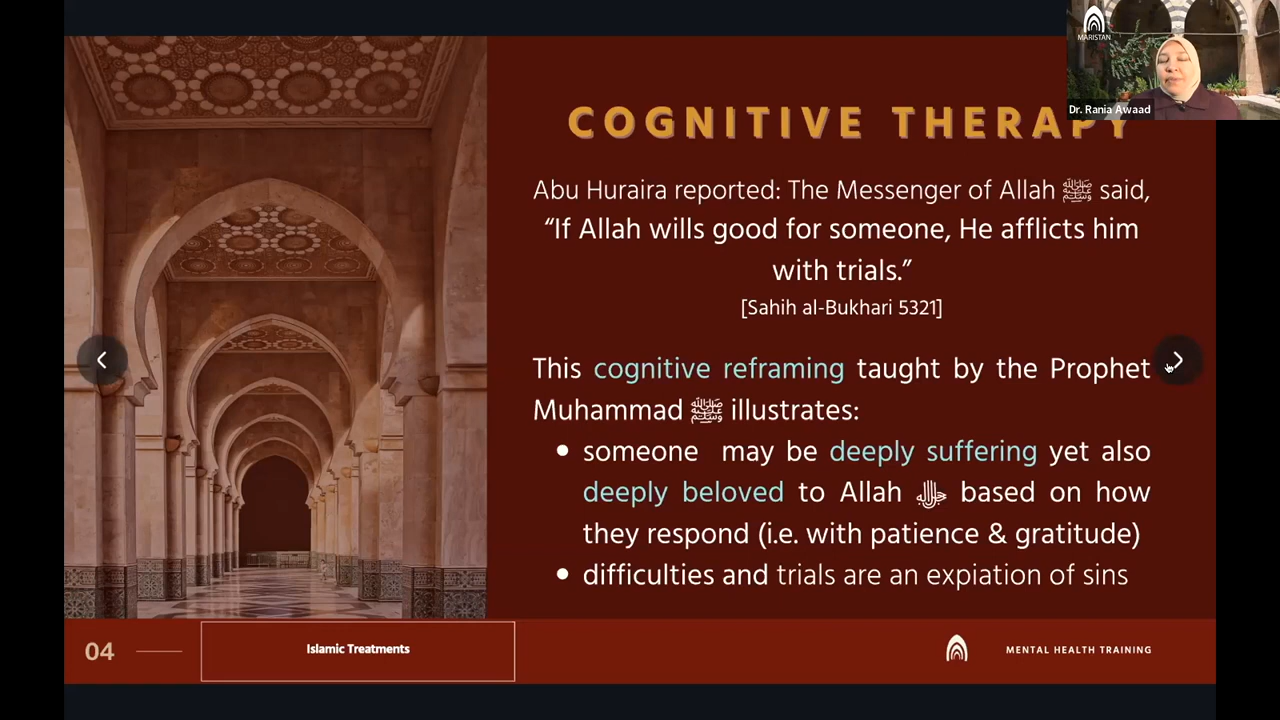 MARISTAN
Dr. Rania Awaad
COGNITIVE THERAPY
Abu Huraira reported: The Messenger of Allah ﷺ said,
“If Allah wills good for someone, He afflicts him
with trials.”
[Sahih al-Bukhari 5321]
This cognitive reframing taught by the Prophet
Muhammad ﷺ illustrates:
• someone may be deeply suffering yet also
deeply beloved to Allah ﷻ based on how
they respond (i.e. with patience & gratitude)
• difficulties and trials are an expiation of sins
04
Islamic Treatments
MENTAL HEALTH TRAINING